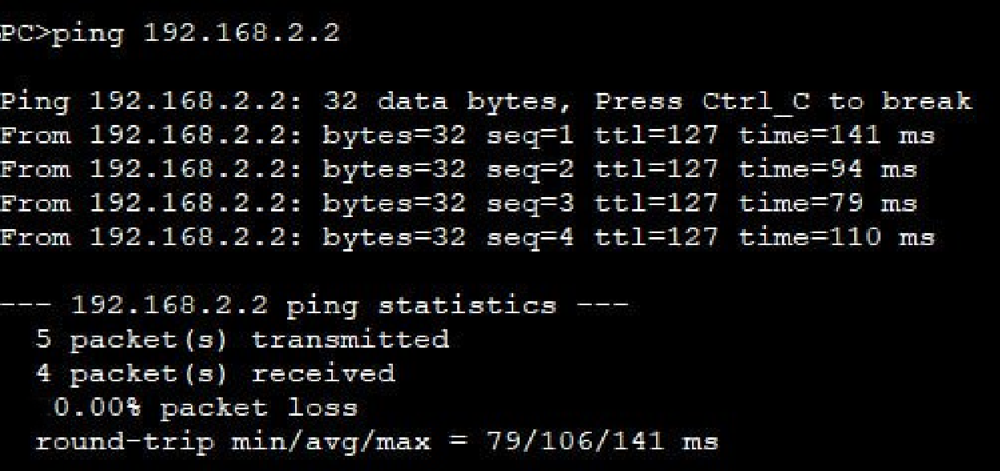 PC>ping 192.168.2.2
Ping 192.168.2.2: 32 data bytes, Press Ctrl_C to break
From 192.168.2.2: bytes=32 seq=1 ttl=127 time=141 ms
From 192.168.2.2: bytes=32 seq=2 ttl=127 time=94 ms
From 192.168.2.2: bytes=32 seq=3 ttl=127 time=79 ms
From 192.168.2.2: bytes=32 seq=4 ttl=127 time=110 ms
--- 192.168.2.2 ping statistics ---
5 packet(s) transmitted
4 packet(s) received
0.00% packet loss
round-trip min/avg/max = 79/106/141 ms